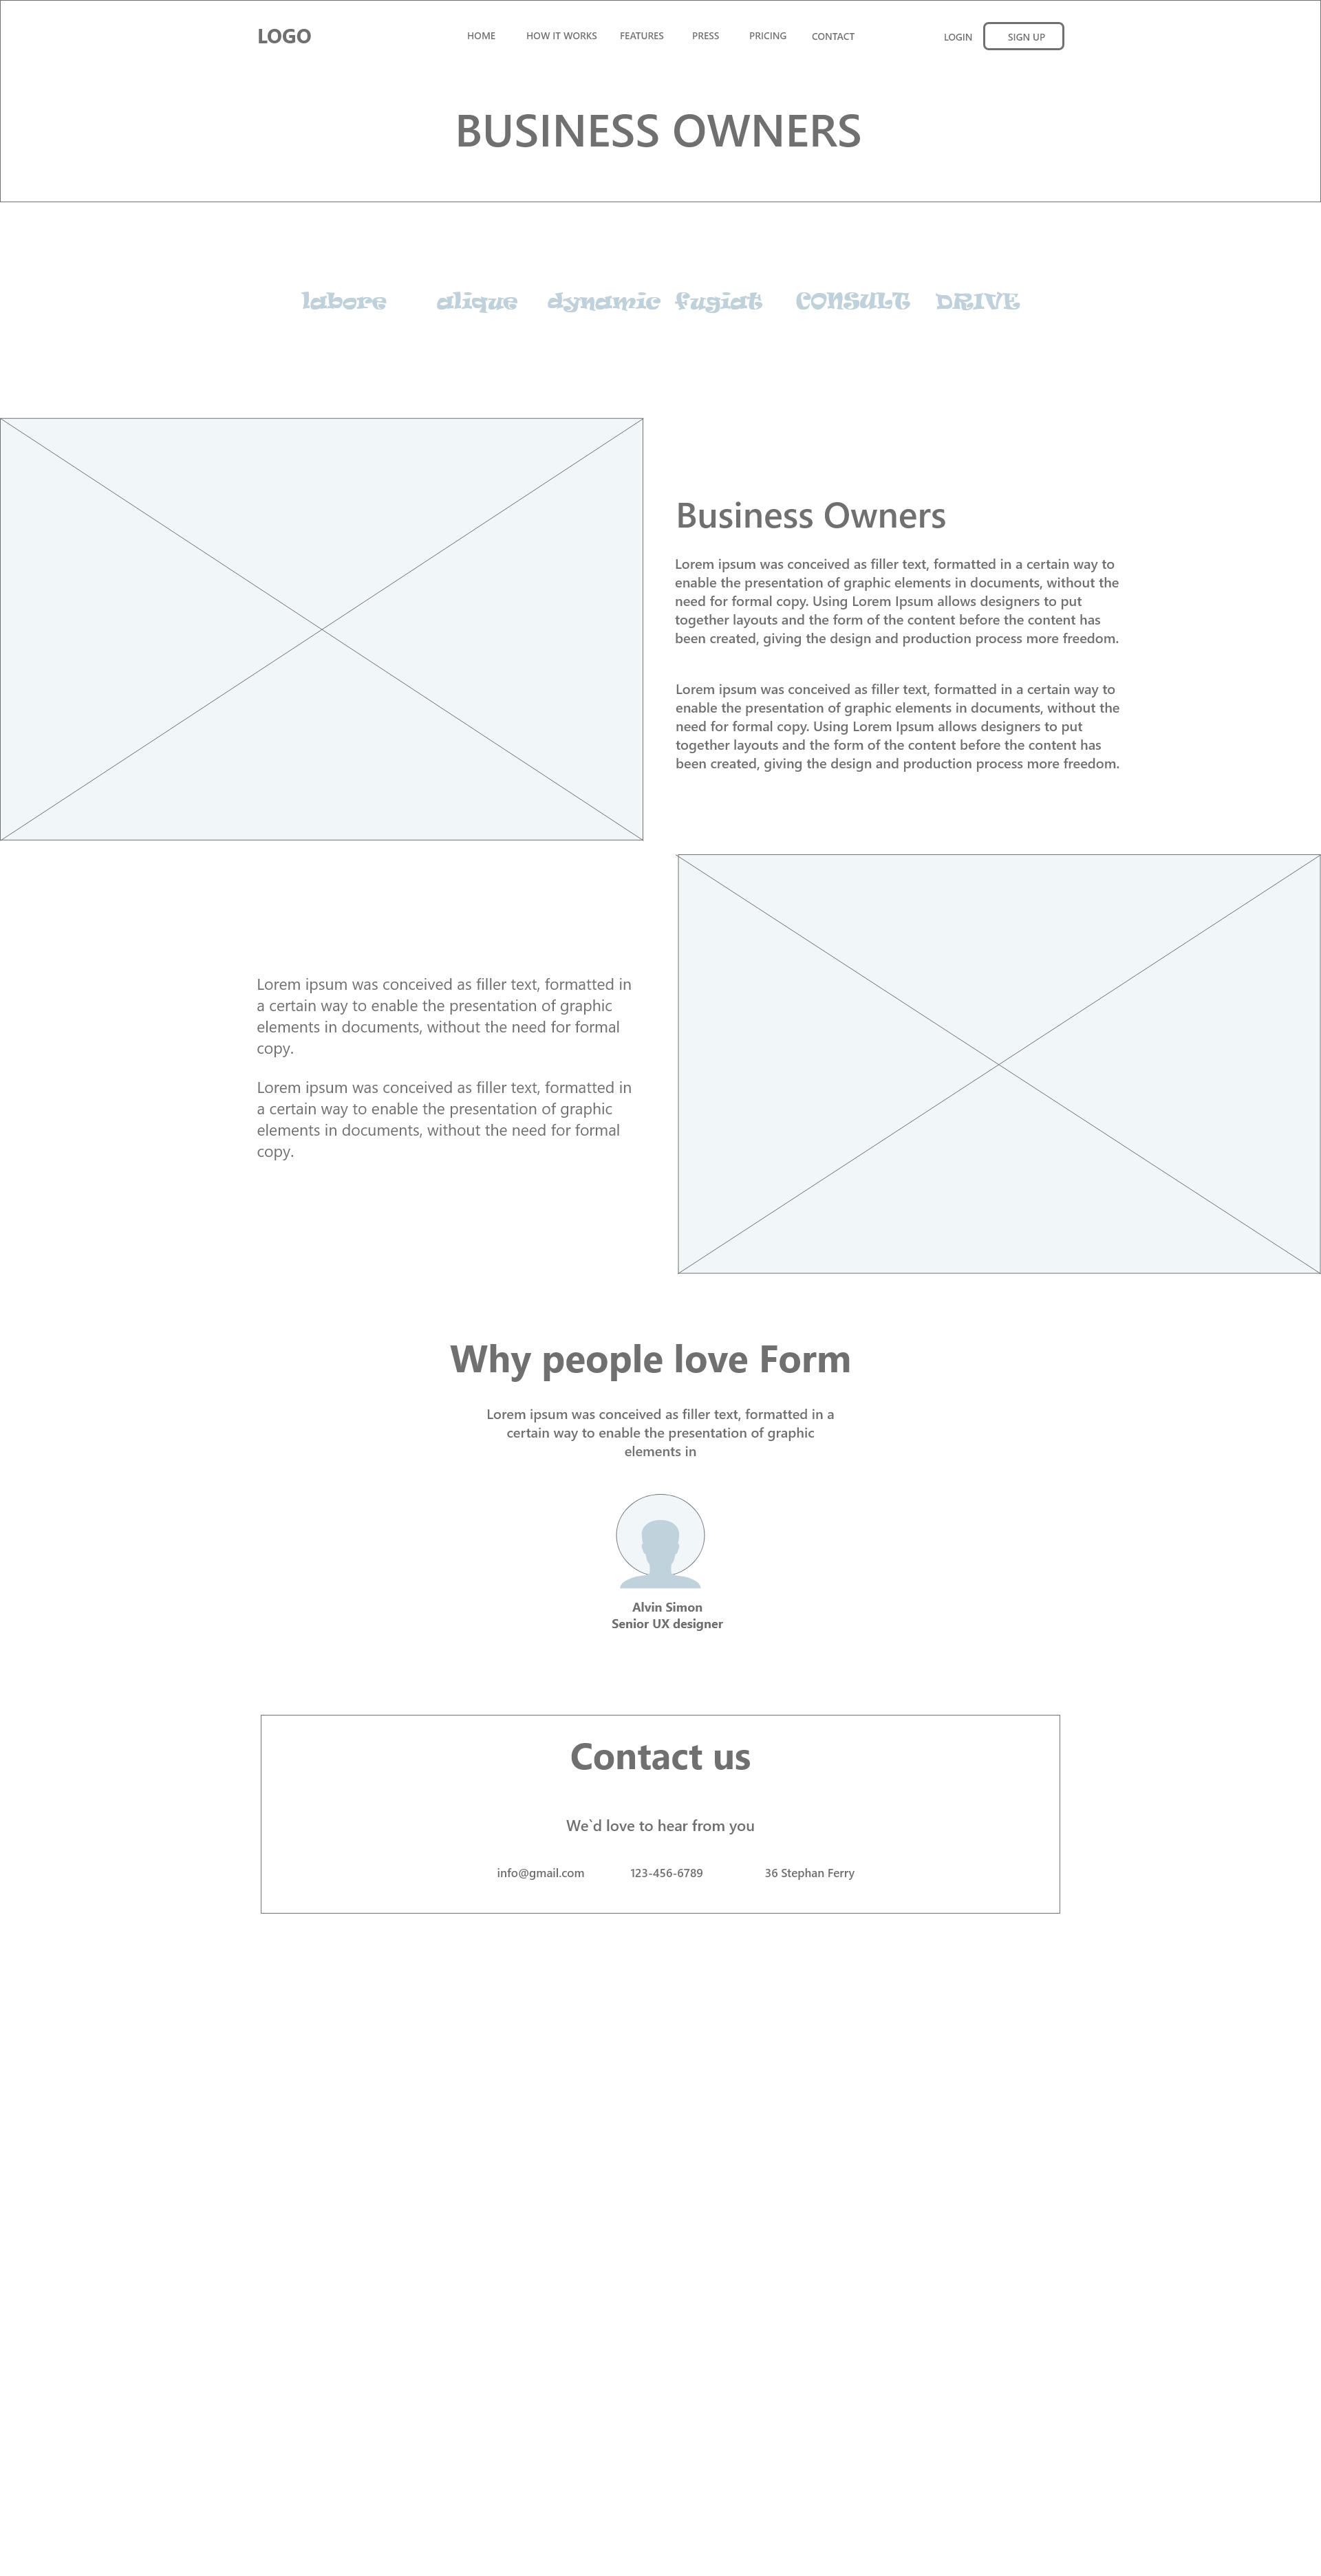 LOGO
HOME HOW IT WORKS FEATURES PRESS PRICING CONTACT
LOGIN SIGN UP
BUSINESS OWNERS
labore alique dynamic fugiat CONSULT DRIVE
Business Owners
Lorem ipsum was conceived as filler text, formatted in a certain way to
enable the presentation of graphic elements in documents, without the
need for formal copy. Using Lorem Ipsum allows designers to put
together layouts and the form of the content before the content has
been created, giving the design and production process more freedom.
Lorem ipsum was conceived as filler text, formatted in a certain way to
enable the presentation of graphic elements in documents, without the
need for formal copy. Using Lorem Ipsum allows designers to put
together layouts and the form of the content before the content has
been created, giving the design and production process more freedom.
Lorem ipsum was conceived as filler text, formatted in
a certain way to enable the presentation of graphic
elements in documents, without the need for formal
copy.
Lorem ipsum was conceived as filler text, formatted in
a certain way to enable the presentation of graphic
elements in documents, without the need for formal
copy.
Why people love Form
Lorem ipsum was conceived as filler text, formatted in a
certain way to enable the presentation of graphic
elements in
Alvin Simon
Senior UX designer
Contact us
We`d love to hear from you
info@gmail.com 123-456-6789 36 Stephan Ferry